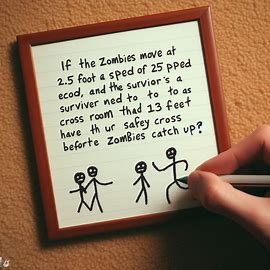 If the Zombies move at
2.5 foot a sped of 25 pped
ecod, and the survior's a
surviver ned to to to as
cross room thad 13 feet
have th ur safey cross
beforte zombies catch up?